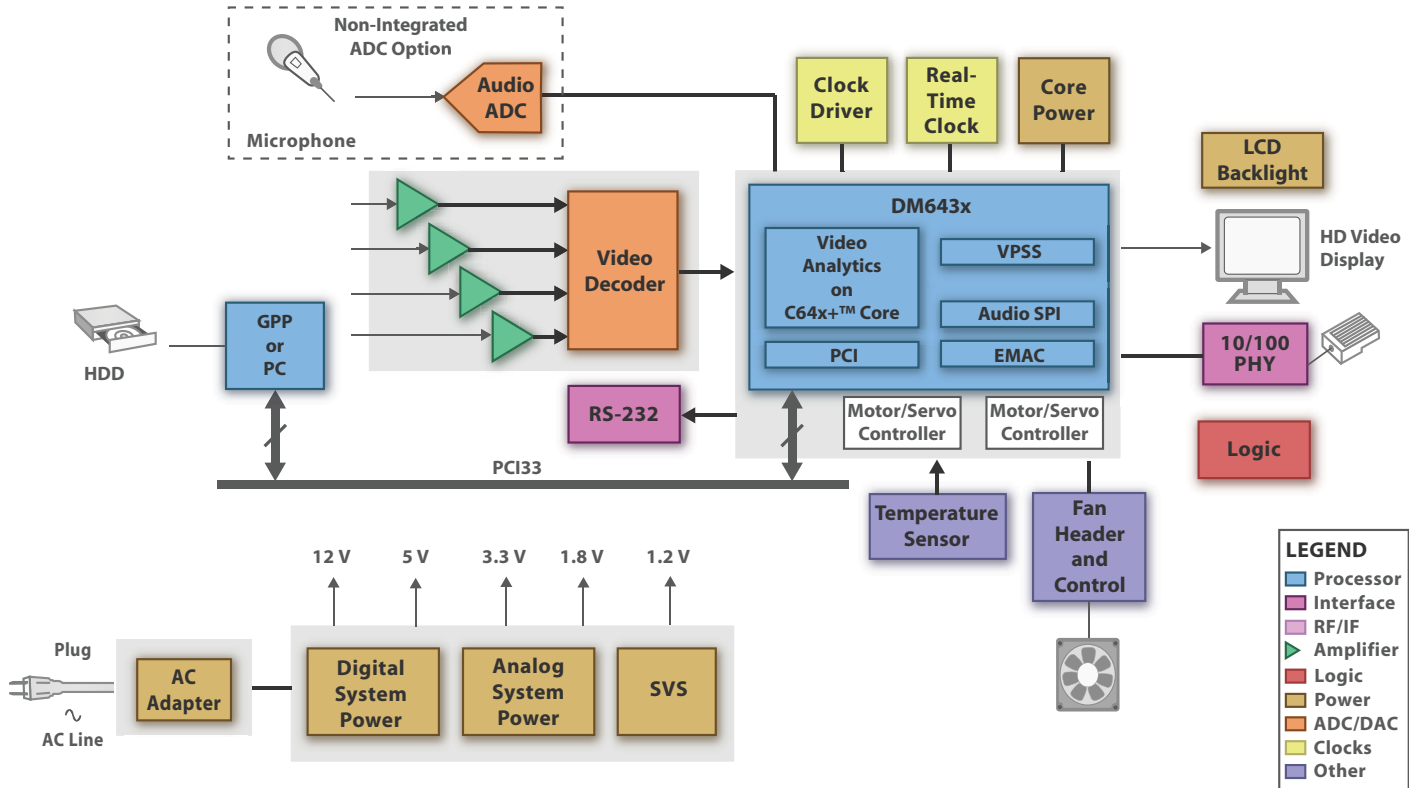 Non-Integrated
ADC Option
Audio
ADC
Microphone
Clock
Driver
Real-
Time
Clock
Core
Power
LCD
Backlight
Video
Decoder
DM643x
Video
Analytics
on
C64x+™ Core
VPSS
Audio SPI
PCI
EMAC
HD Video
Display
HDD
GPP
or
PC
10/100
PHY
RS-232
Motor/Servo
Controller
Motor/Servo
Controller
Logic
PCI33
Temperature
Sensor
Fan
Header
and
Control
12 V
5 V
3.3 V
1.8 V
1.2 V
Plug
AC Line
AC
Adapter
Digital
System
Power
Analog
System
Power
SVS
LEGEND
Processor
Interface
RF/IF
Amplifier
Logic
Power
ADC/DAC
Clocks
Other